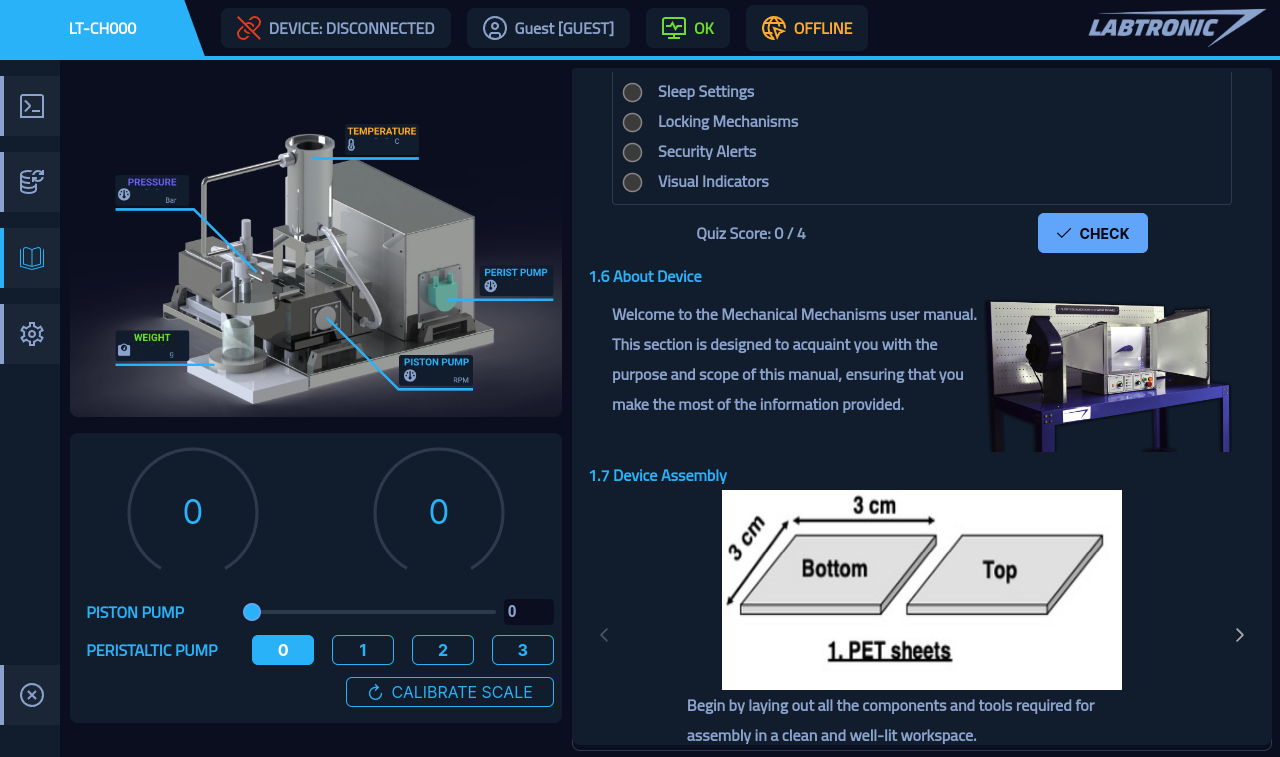 LT-CH000
DEVICE: DISCONNECTED
Guest [GUEST]
OK
OFFLINE
LABTRONIC
TEMPERATURE
C
PRESSURE
Bar
PERIST PUMP
WEIGHT
g
PISTON PUMP
RPM
0
0
PISTON PUMP
0
PERISTALTIC PUMP
0
1
2
3
CALIBRATE SCALE
Sleep Settings
Locking Mechanisms
Security Alerts
Visual Indicators
Quiz Score: 0 / 4
CHECK
1.6 About Device
Welcome to the Mechanical Mechanisms user manual.
This section is designed to acquaint you with the
purpose and scope of this manual, ensuring that you
make the most of the information provided.
1.7 Device Assembly
3 cm
3 cm
Bottom
Top
1. PET sheets
Begin by laying out all the components and tools required for
assembly in a clean and well-lit workspace.